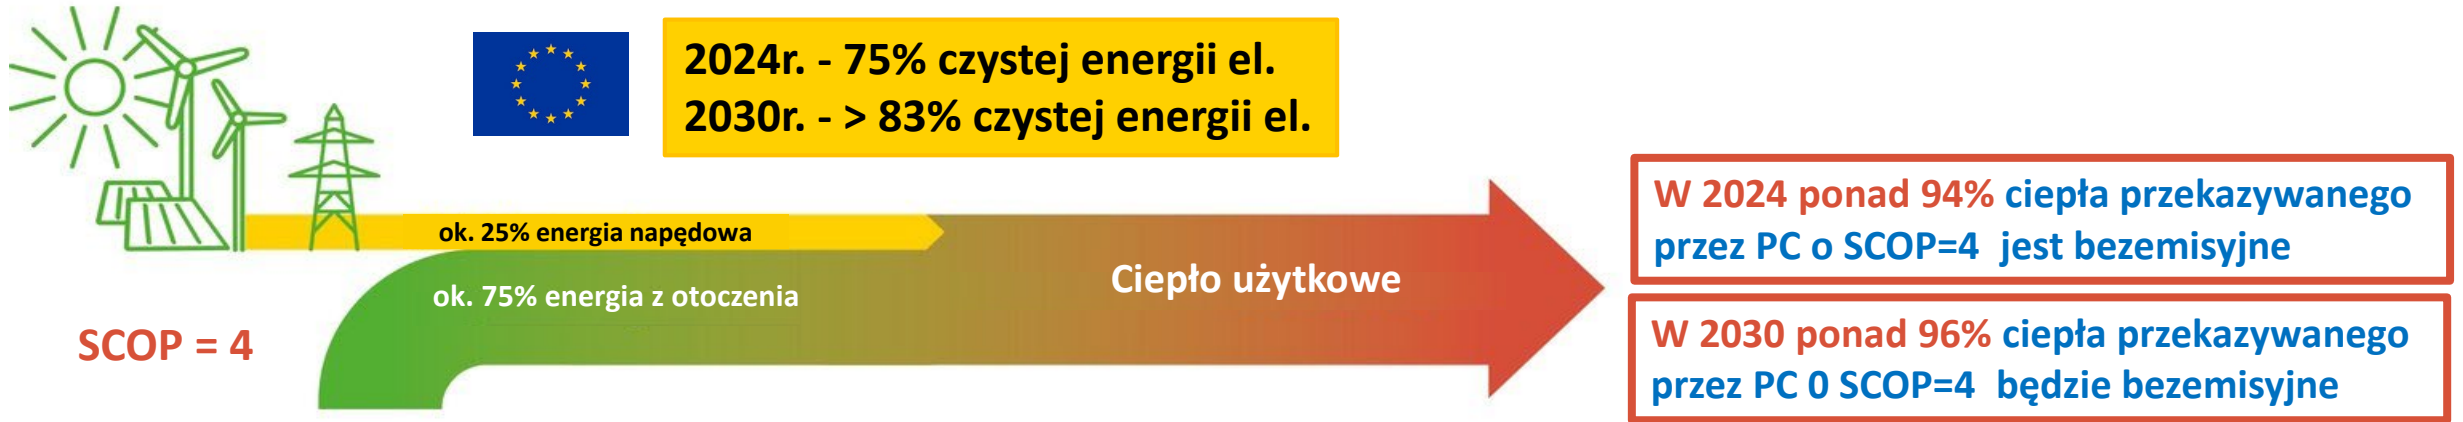 2024r. - 75% czystej energii el.
2030r. - > 83% czystej energii el.
ok. 25% energia napędowa
ok. 75% energia z otoczenia
Ciepło użytkowe
SCOP = 4
W 2024 ponad 94% ciepła przekazywanego
przez PC o SCOP=4 jest bezemisyjne
W 2030 ponad 96% ciepła przekazywanego
przez PC 0 SCOP=4 będzie bezemisyjne